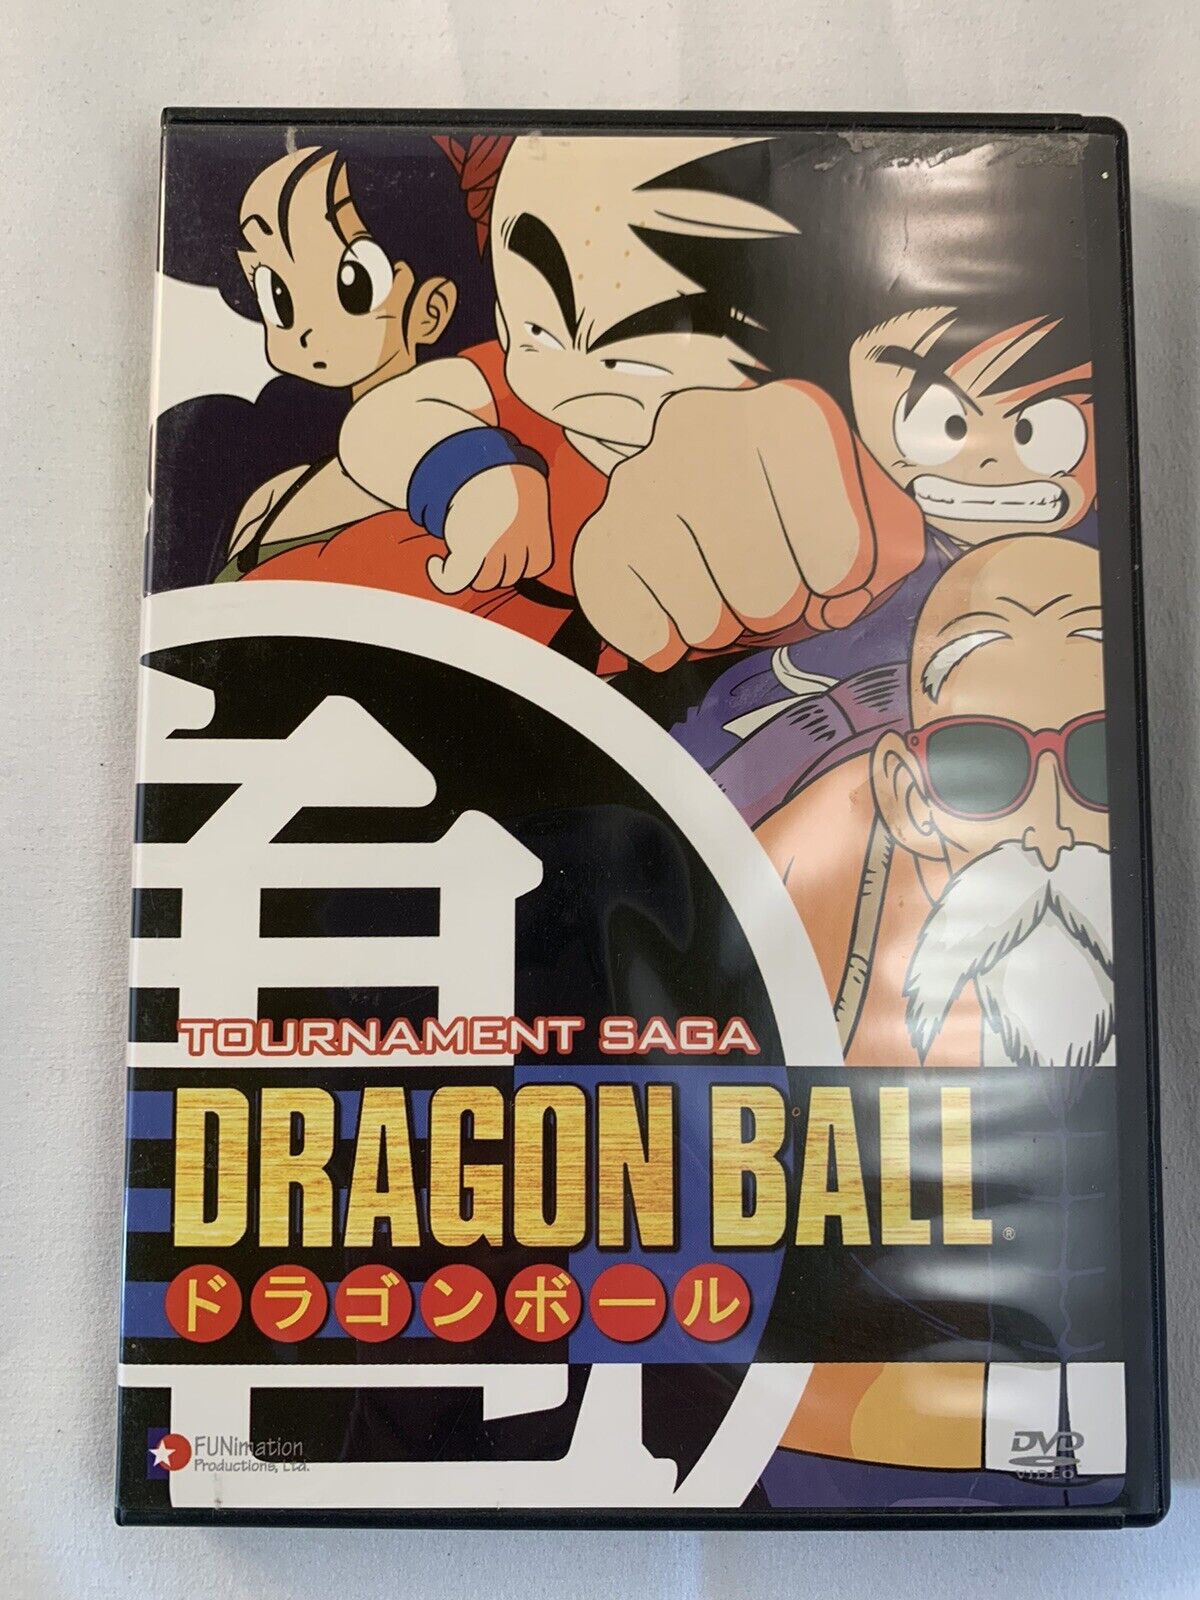 TOURNAMENT SAGA
DRAGON BALL®
ドラゴンボール
FUNimation
Productions, Ltd.
DVD
VIDEO